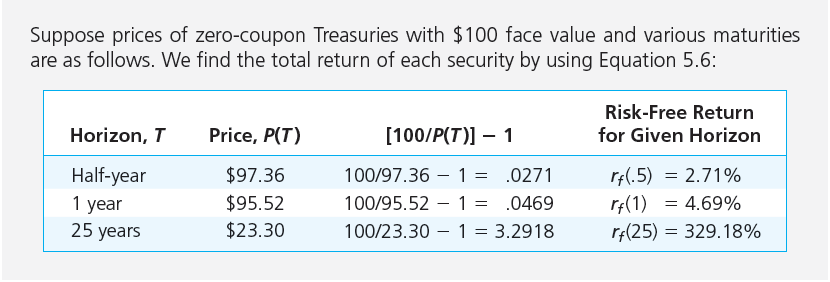 Suppose prices of zero-coupon Treasuries with $100 face value and various maturities
are as follows. We find the total return of each security by using Equation 5.6:
Risk-Free Return
Horizon, T Price, P(T) [100/P(T)] − 1 for Given Horizon
Half-year $97.36 100/97.36 − 1 = .0271 rf(.5) = 2.71%
1 year $95.52 100/95.52 − 1 = .0469 rf(1) = 4.69%
25 years $23.30 100/23.30 − 1 = 3.2918 rf(25) = 329.18%